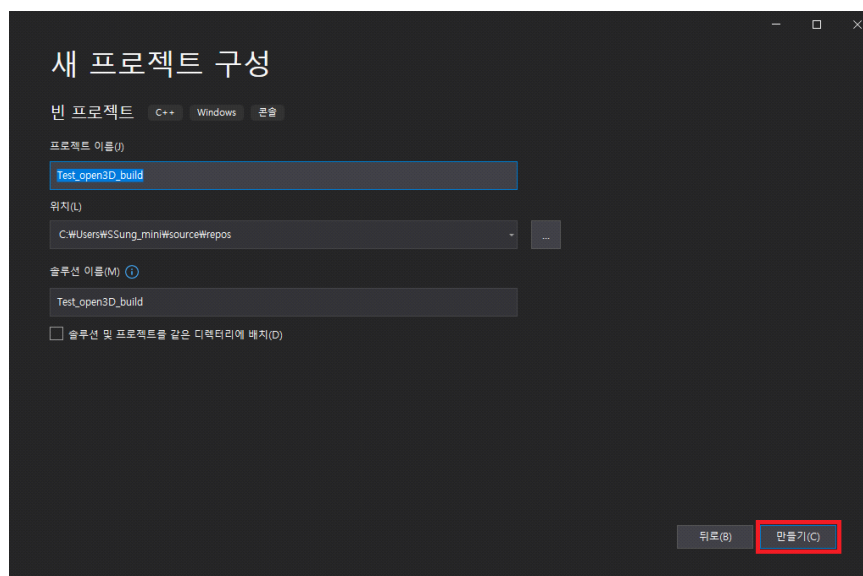 새 프로젝트 구성
빈 프로젝트 C++ Windows 콘솔
프로젝트 이름(J)
Test_open3D_build
위치(L)
C:₩Users₩SSung_mini₩source₩repos
...
솔루션 이름(M)
Test_open3D_build
솔루션 및 프로젝트를 같은 디렉터리에 배치(D)
뒤로(B) 만들기(C)